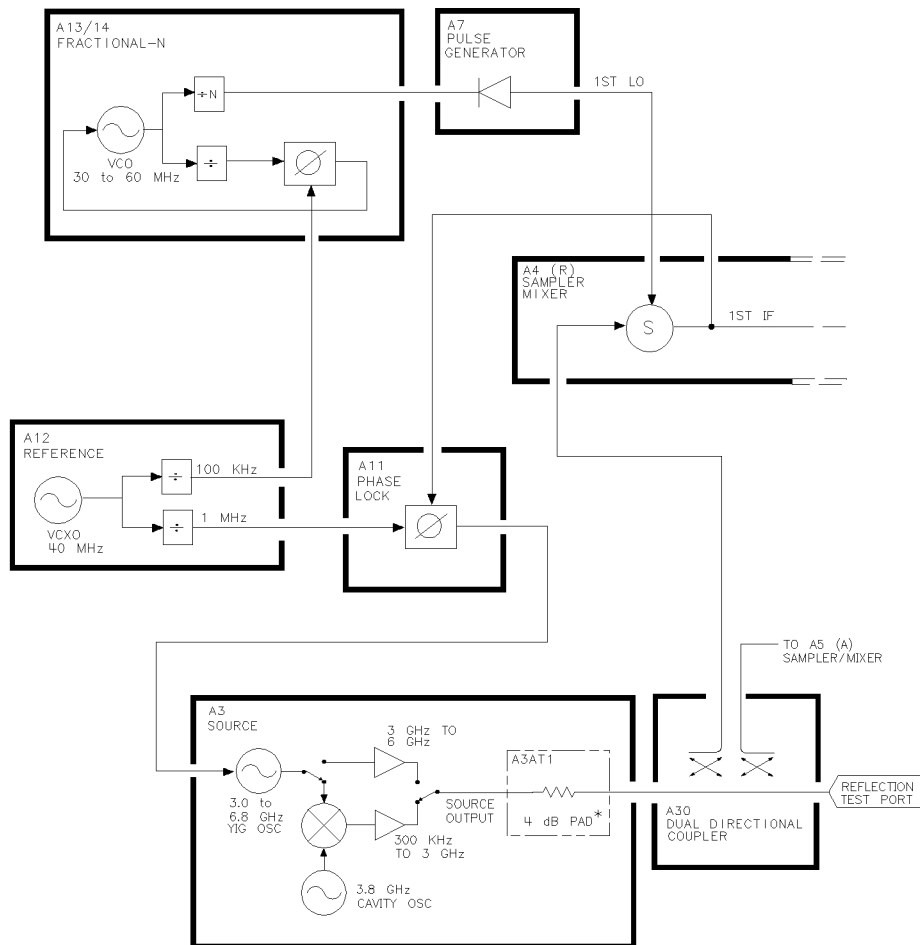 A13/14
FRACTIONAL-N
÷N
VCO
30 to 60 MHz
÷
A7
PULSE
GENERATOR
1ST LO
A4 (R)
SAMPLER
MIXER
S
1ST IF
A12
REFERENCE
÷
100 KHz
÷
1 MHz
VCXO
40 MHz
A11
PHASE
LOCK
TO A5 (A)
SAMPLER/MIXER
A3
SOURCE
3.0 to
6.8 GHz
YIG OSC
3 GHz TO
6 GHz
300 KHz
TO 3 GHz
3.8 GHz
CAVITY OSC
SOURCE
OUTPUT
A3AT1
4 dB PAD*
A30
DUAL DIRECTIONAL
COUPLER
REFLECTION
TEST PORT